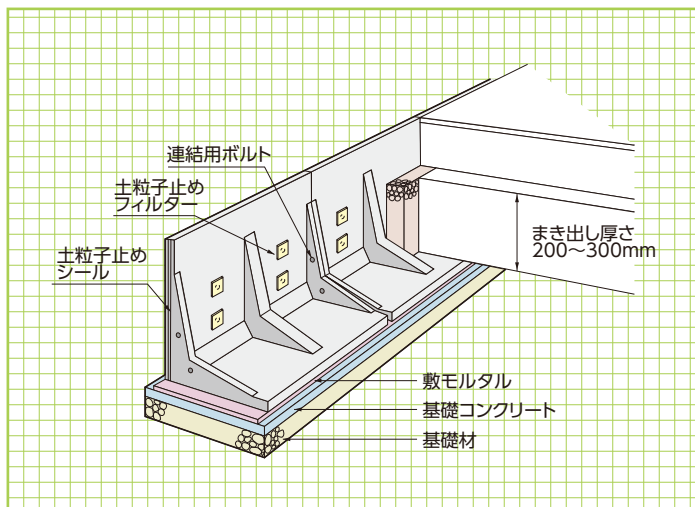 連結用ボルト
土粒子止め
フィルター
土粒子止め
シール
まき出し厚さ
200〜300mm
敷モルタル
基礎コンクリート
基礎材